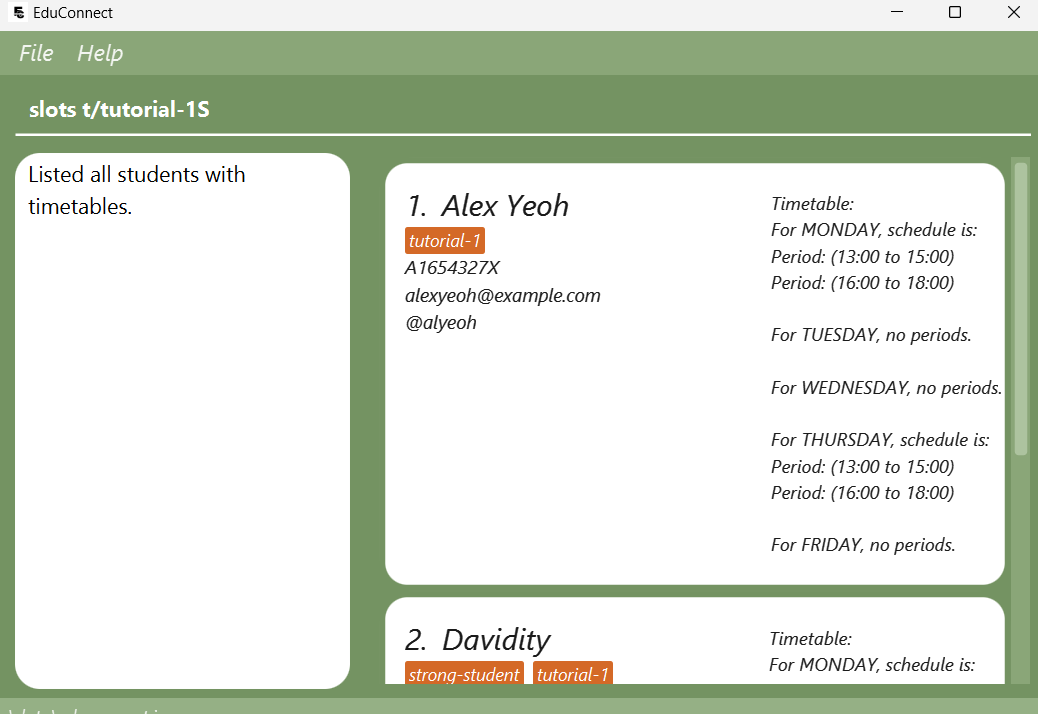 EduConnect
File Help
slots t/tutorial-1S
Listed all students with
timetables.
1. Alex Yeoh
tutorial-1
A1654327X
alexyeoh@example.com
@alyeoh
Timetable:
For MONDAY, schedule is:
Period: (13:00 to 15:00)
Period: (16:00 to 18:00)
For TUESDAY, no periods.
For WEDNESDAY, no periods.
For THURSDAY, schedule is:
Period: (13:00 to 15:00)
Period: (16:00 to 18:00)
For FRIDAY, no periods.
2. Davidity
strong-student tutorial-1
Timetable:
For MONDAY, schedule is: